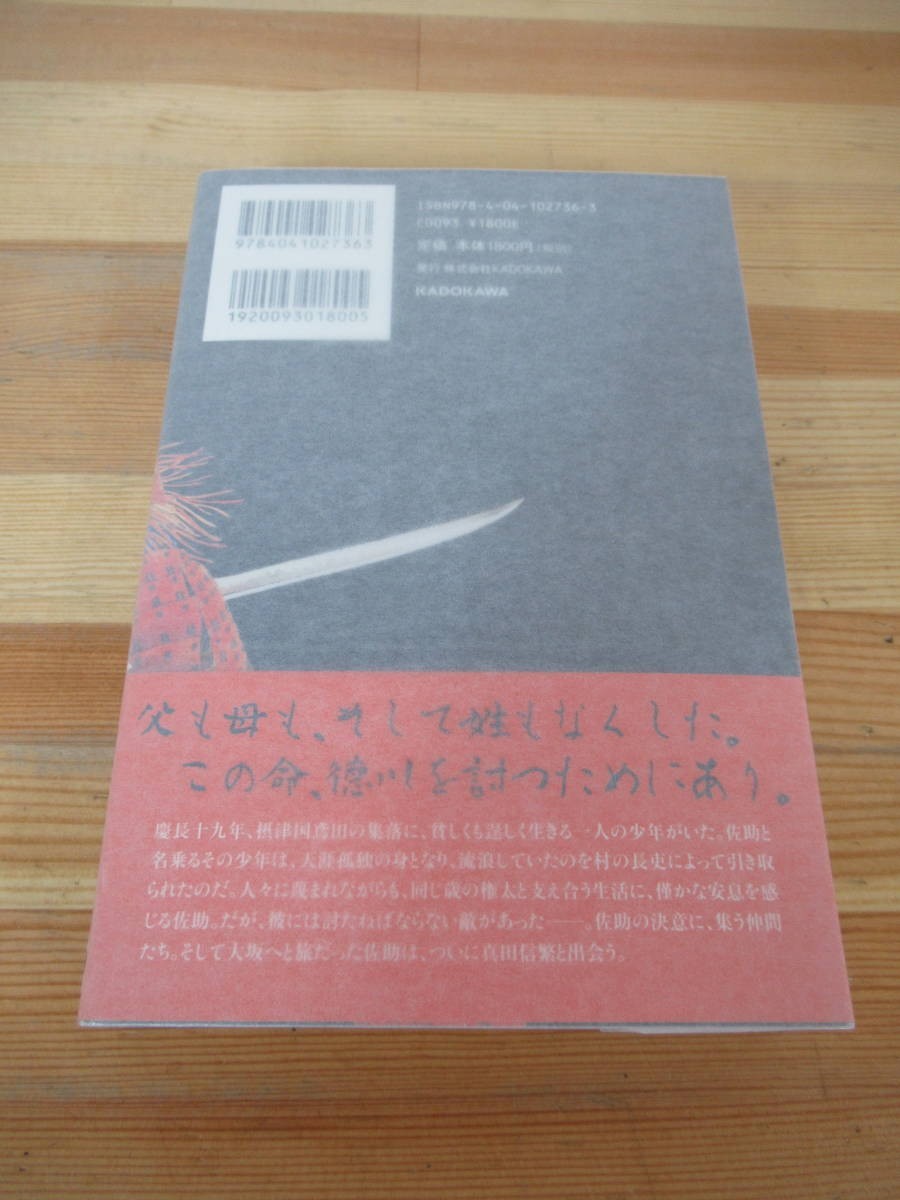 9784041027363
1920093018005
ISBN978-4-04-102736-3
C0093 ¥1800E
定価 本体1800円(税別)
発行 株式会社KADOKAWA
KADOKAWA
父も母も、そして姓もなくした。
この命、徳川を討つためにあり。
慶長十九年、摂津国鳶田の集落に、貧しくも逞しく生きる一人の少年がいた。佐助と
名乗るその少年は、天涯孤独の身となり、流浪していたのを村の長吏によって引き取
られたのだ。人々に蔑まれながらも、同じ歳の権太と支え合う生活に、僅かな安息を感
じる佐助。だが、彼には討たねばならない敵があった――。佐助の決意に、集う仲間
たち。そして大坂へと旅だった佐助は、ついに真田信繁と出会う。